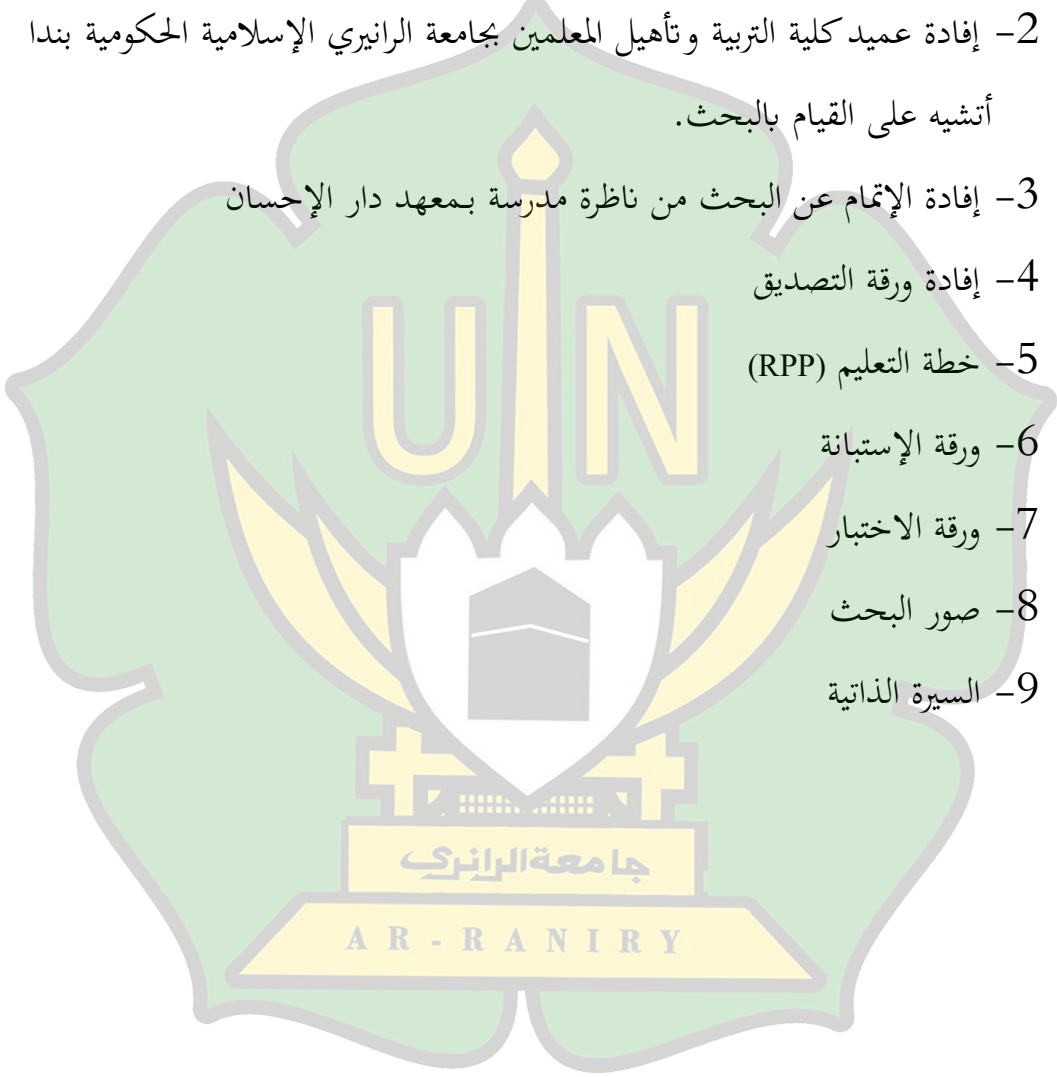 2- إفادة عميد كلية التربية وتأهيل المعلمين بجامعة الرانيري الإسلامية الحكومية بندا
أتشيه على القيام بالبحث.
3- إفادة الإتمام عن البحث من ناظرة مدرسة بمعهد دار الإحسان
4- إفادة ورقة التصديق
5- خطة التعليم (RPP)
6- ورقة الإستبانة
7- ورقة الاختبار
8- صور البحث
9- السيرة الذاتية
UIN
جامعةالرانري
AR-RANIRY